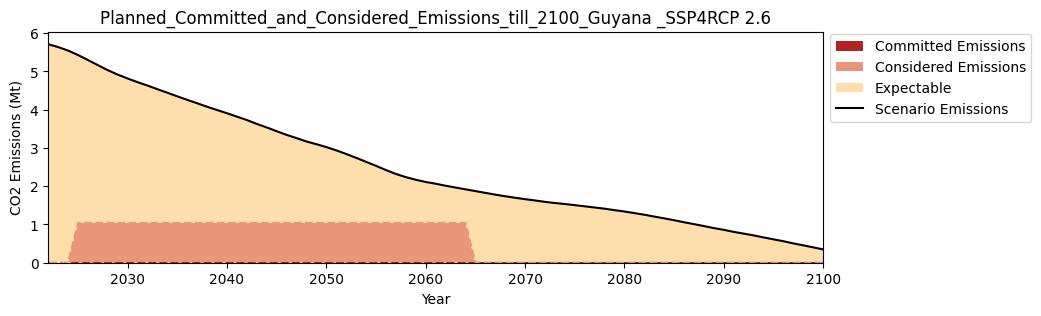 Planned_Committed_and_Considered_Emissions_till_2100_Guyana _SSP4RCP 2.6
CO2 Emissions (Mt)
6
5
4
3
2
1
0
2030 2040 2050 2060 2070 2080 2090 2100
Year
Committed Emissions
Considered Emissions
Expectable
Scenario Emissions